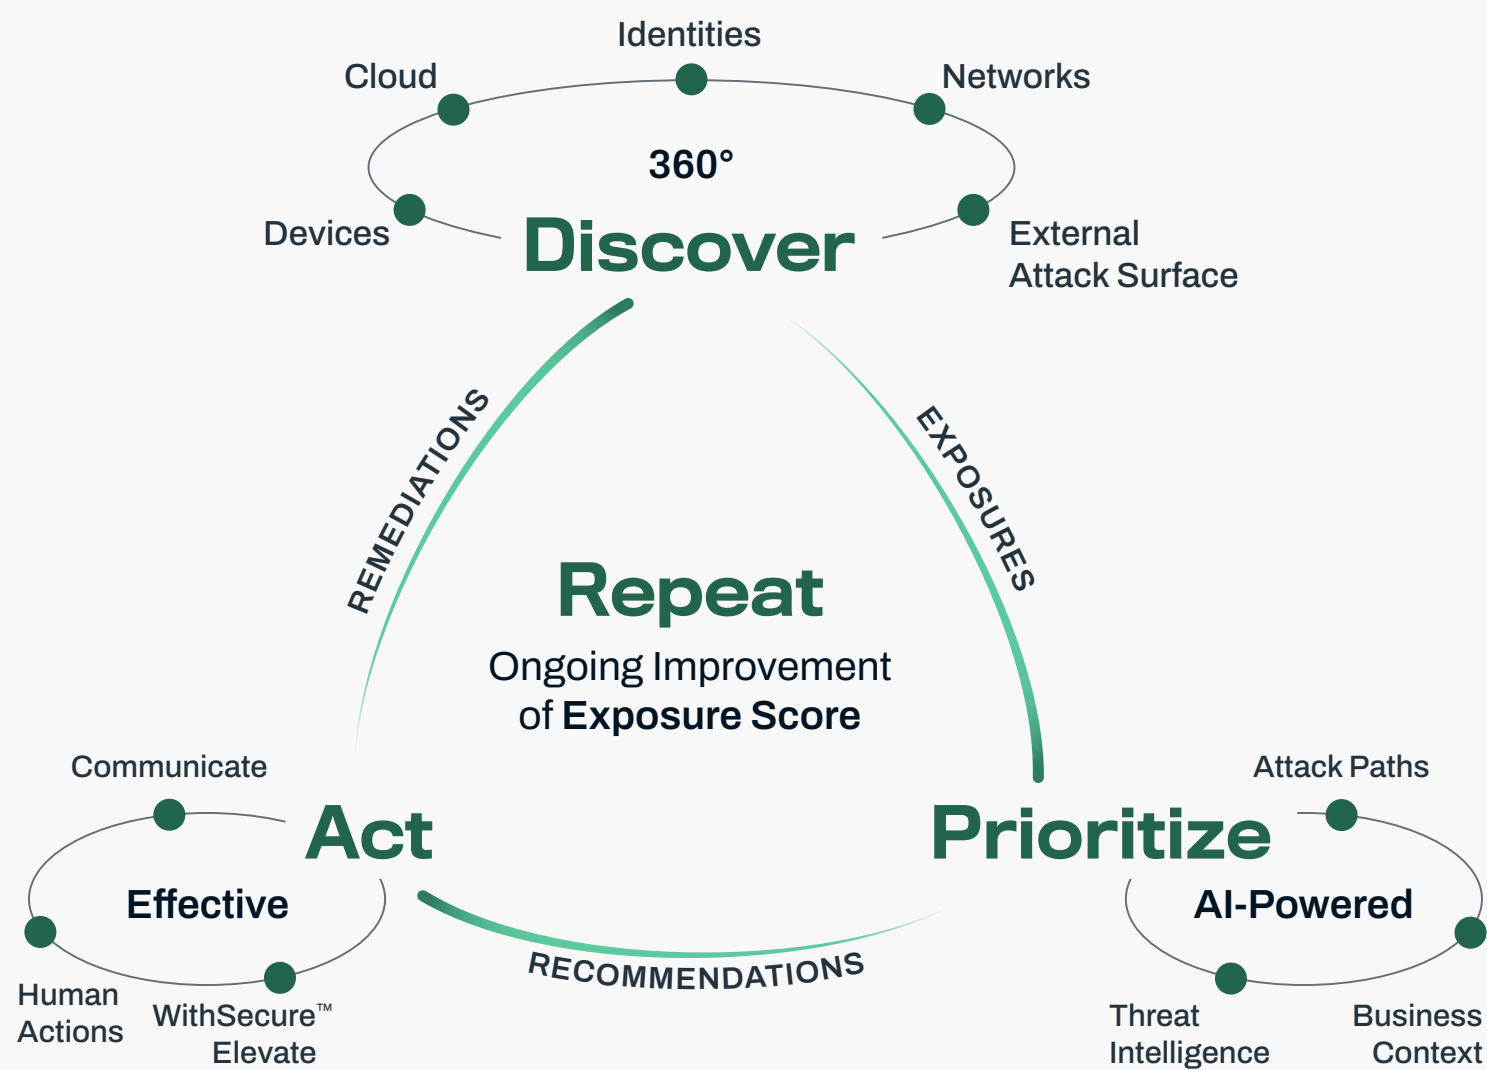 Identities
Cloud
Networks
360°
Devices
Discover
External
Attack Surface
REMEDIATIONS
EXPOSURES
Repeat
Ongoing Improvement
of Exposure Score
Communicate
Act
Effective
Human
Actions
WithSecure™
Elevate
RECOMMENDATIONS
Attack Paths
Prioritize
AI-Powered
Threat
Intelligence
Business
Context